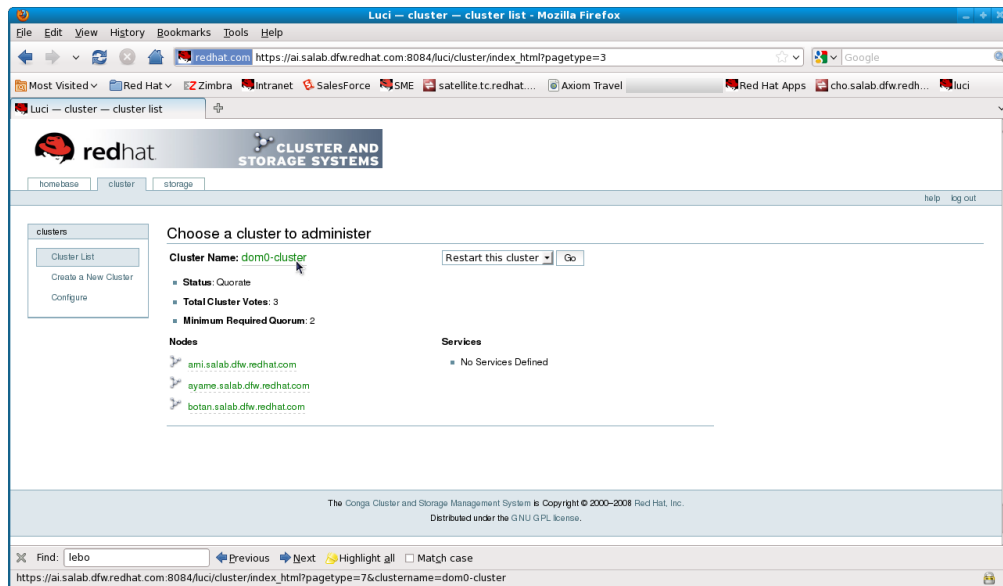 Luci — cluster — cluster list - Mozilla Firefox
File Edit View History Bookmarks Tools Help
redhat.com https://ai.salab.dfw.redhat.com:8084/luci/cluster/index_html?pagetype=3 Google
Most Visited Red Hat Zimbra Intranet SalesForce SME satellite.tc.redhat.... Axiom Travel Red Hat Apps cho.salab.dfw.redh... luci
Luci — cluster — cluster list
redhat. CLUSTER AND
STORAGE SYSTEMS
homebase cluster storage
help log out
clusters
Cluster List
Create a New Cluster
Configure
Choose a cluster to administer
Cluster Name: dom0-cluster Restart this cluster Go
Status: Quorate
Total Cluster Votes: 3
Minimum Required Quorum: 2
Nodes Services
ami.salab.dfw.redhat.com No Services Defined
ayame.salab.dfw.redhat.com
botan.salab.dfw.redhat.com
The Conga Cluster and Storage Management System is Copyright © 2000–2008 Red Hat, Inc.
Distributed under the GNU GPL license.
Find: lebo Previous Next Highlight all Match case
https://ai.salab.dfw.redhat.com:8084/luci/cluster/index_html?pagetype=7&clustername=dom0-cluster